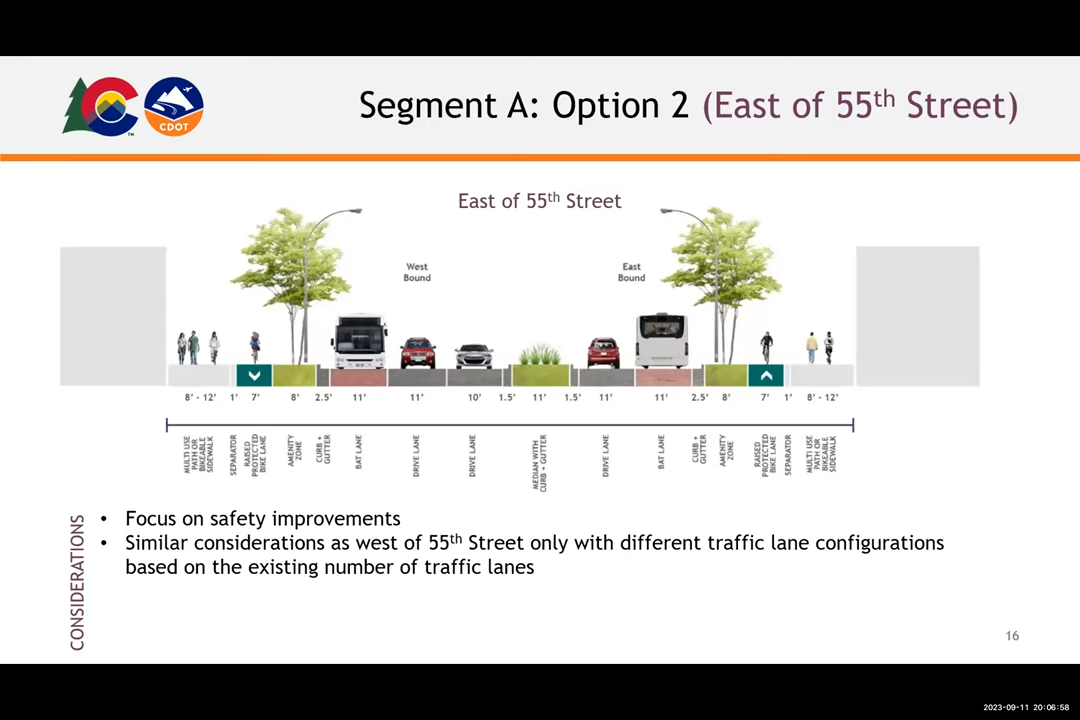 CDOT
Segment A: Option 2 (East of 55th Street)
East of 55th Street
West
Bound
East
Bound
8' - 12' 1' 7' 8' 2.5' 11' 11' 10' 1.5' 11' 1.5' 11' 11' 2.5' 8' 7' 1' 8' - 12'
MULTI USE
PATH OR
BIKEABLE
SIDEWALK
SEPARATOR
RAISED
PROTECTED
BIKE LANE
AMENITY
ZONE
CURB +
GUTTER
BAT LANE
DRIVE LANE
DRIVE LANE
MEDIAN WITH
CURB + GUTTER
DRIVE LANE
BAT LANE
CURB +
GUTTER
AMENITY
ZONE
RAISED
PROTECTED
BIKE LANE
SEPARATOR
MULTI USE
PATH OR
BIKEABLE
SIDEWALK
CONSIDERATIONS
• Focus on safety improvements
• Similar considerations as west of 55th Street only with different traffic lane configurations
based on the existing number of traffic lanes
16
2023-09-11 20:06:58